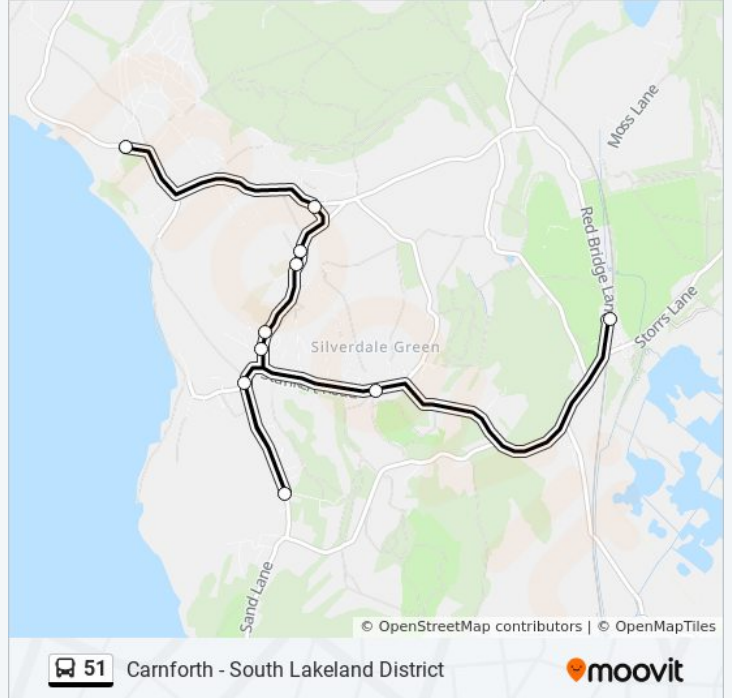 Moss Lane
Red Bridge Lan
Storrs Lane
Silverdale Green
Sand Lane
© OpenStreetMap contributors | © OpenMapTiles
51 Carnforth - South Lakeland District
moovit